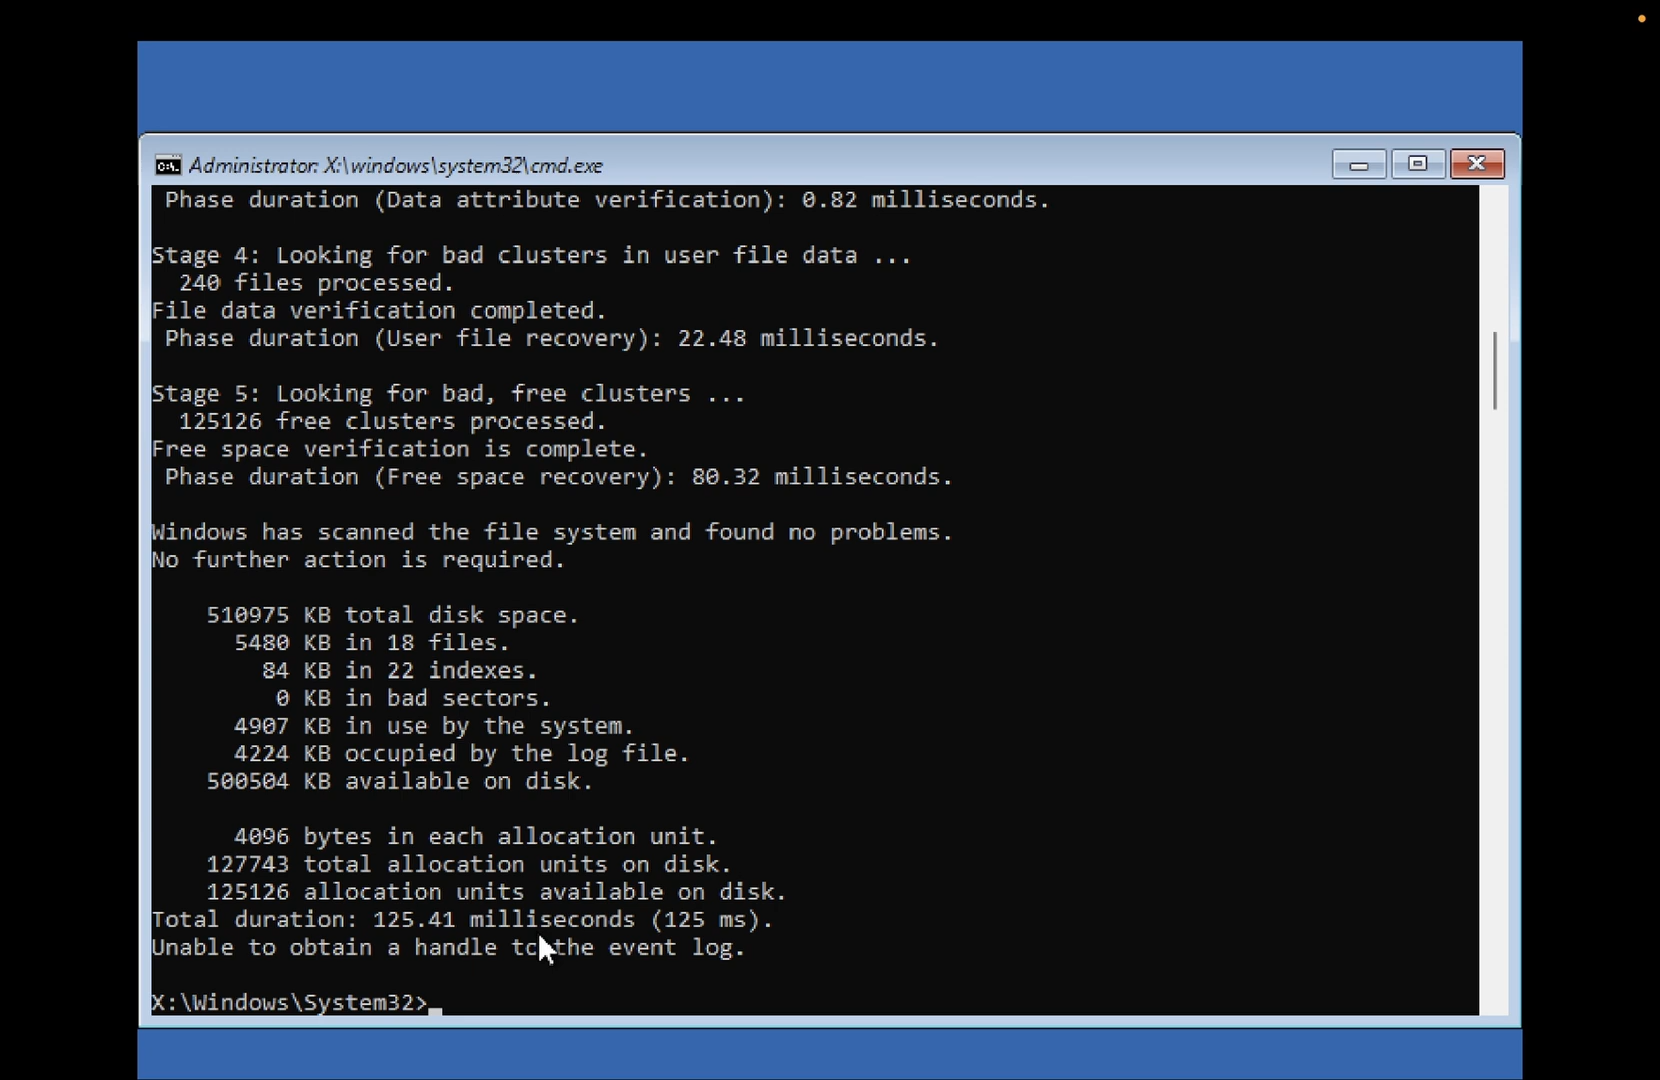 Administrator: X:\windows\system32\cmd.exe
Phase duration (Data attribute verification): 0.82 milliseconds.
Stage 4: Looking for bad clusters in user file data ...
240 files processed.
File data verification completed.
Phase duration (User file recovery): 22.48 milliseconds.
Stage 5: Looking for bad, free clusters ...
125126 free clusters processed.
Free space verification is complete.
Phase duration (Free space recovery): 80.32 milliseconds.
Windows has scanned the file system and found no problems.
No further action is required.
510975 KB total disk space.
5480 KB in 18 files.
84 KB in 22 indexes.
0 KB in bad sectors.
4907 KB in use by the system.
4224 KB occupied by the log file.
500504 KB available on disk.
4096 bytes in each allocation unit.
127743 total allocation units on disk.
125126 allocation units available on disk.
Total duration: 125.41 milliseconds (125 ms).
Unable to obtain a handle to the event log.
X:\Windows\System32>